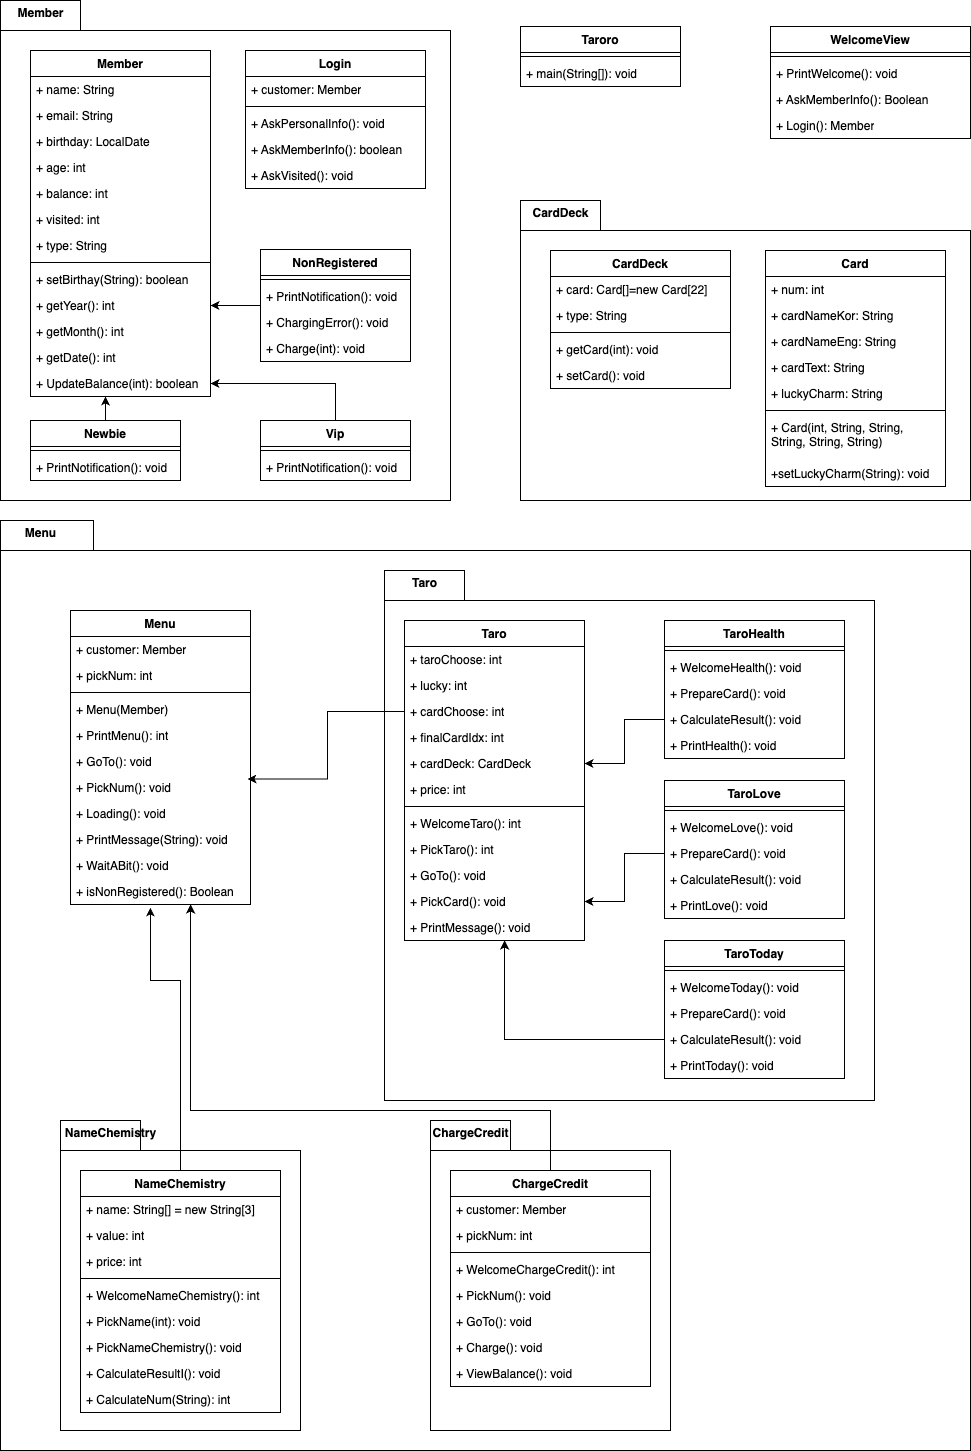 Member
Member
+ name: String
+ email: String
+ birthday: LocalDate
+ age: int
+ balance: int
+ visited: int
+ type: String
+ setBirthay(String): boolean
+ getYear(): int
+ getMonth(): int
+ getDate(): int
+ UpdateBalance(int): boolean
Login
+ customer: Member
+ AskPersonalInfo(): void
+ AskMemberInfo(): boolean
+ AskVisited(): void
NonRegistered
+ PrintNotification(): void
+ ChargingError(): void
+ Charge(int): void
Newbie
+ PrintNotification(): void
Vip
+ PrintNotification(): void
Taroro
+ main(String[]): void
WelcomeView
+ PrintWelcome(): void
+ AskMemberInfo(): Boolean
+ Login(): Member
CardDeck
CardDeck
+ card: Card[]=new Card[22]
+ type: String
+ getCard(int): void
+ setCard(): void
Card
+ num: int
+ cardNameKor: String
+ cardNameEng: String
+ cardText: String
+ luckyCharm: String
+ Card(int, String, String,
String, String, String)
+setLuckyCharm(String): void
Menu
Menu
+ customer: Member
+ pickNum: int
+ Menu(Member)
+ PrintMenu(): int
+ GoTo(): void
+ PickNum(): void
+ Loading(): void
+ PrintMessage(String): void
+ WaitABit(): void
+ isNonRegistered(): Boolean
Taro
Taro
+ taroChoose: int
+ lucky: int
+ cardChoose: int
+ finalCardIdx: int
+ cardDeck: CardDeck
+ price: int
+ WelcomeTaro(): int
+ PickTaro(): int
+ GoTo(): void
+ PickCard(): void
+ PrintMessage(): void
TaroHealth
+ WelcomeHealth(): void
+ PrepareCard(): void
+ CalculateResult(): void
+ PrintHealth(): void
TaroLove
+ WelcomeLove(): void
+ PrepareCard(): void
+ CalculateResult(): void
+ PrintLove(): void
TaroToday
+ WelcomeToday(): void
+ PrepareCard(): void
+ CalculateResult(): void
+ PrintToday(): void
NameChemistry
NameChemistry
+ name: String[] = new String[3]
+ value: int
+ price: int
+ WelcomeNameChemistry(): int
+ PickName(int): void
+ PickNameChemistry(): void
+ CalculateResultI(): void
+ CalculateNum(String): int
ChargeCredit
ChargeCredit
+ customer: Member
+ pickNum: int
+ WelcomeChargeCredit(): int
+ PickNum(): void
+ GoTo(): void
+ Charge(): void
+ ViewBalance(): void